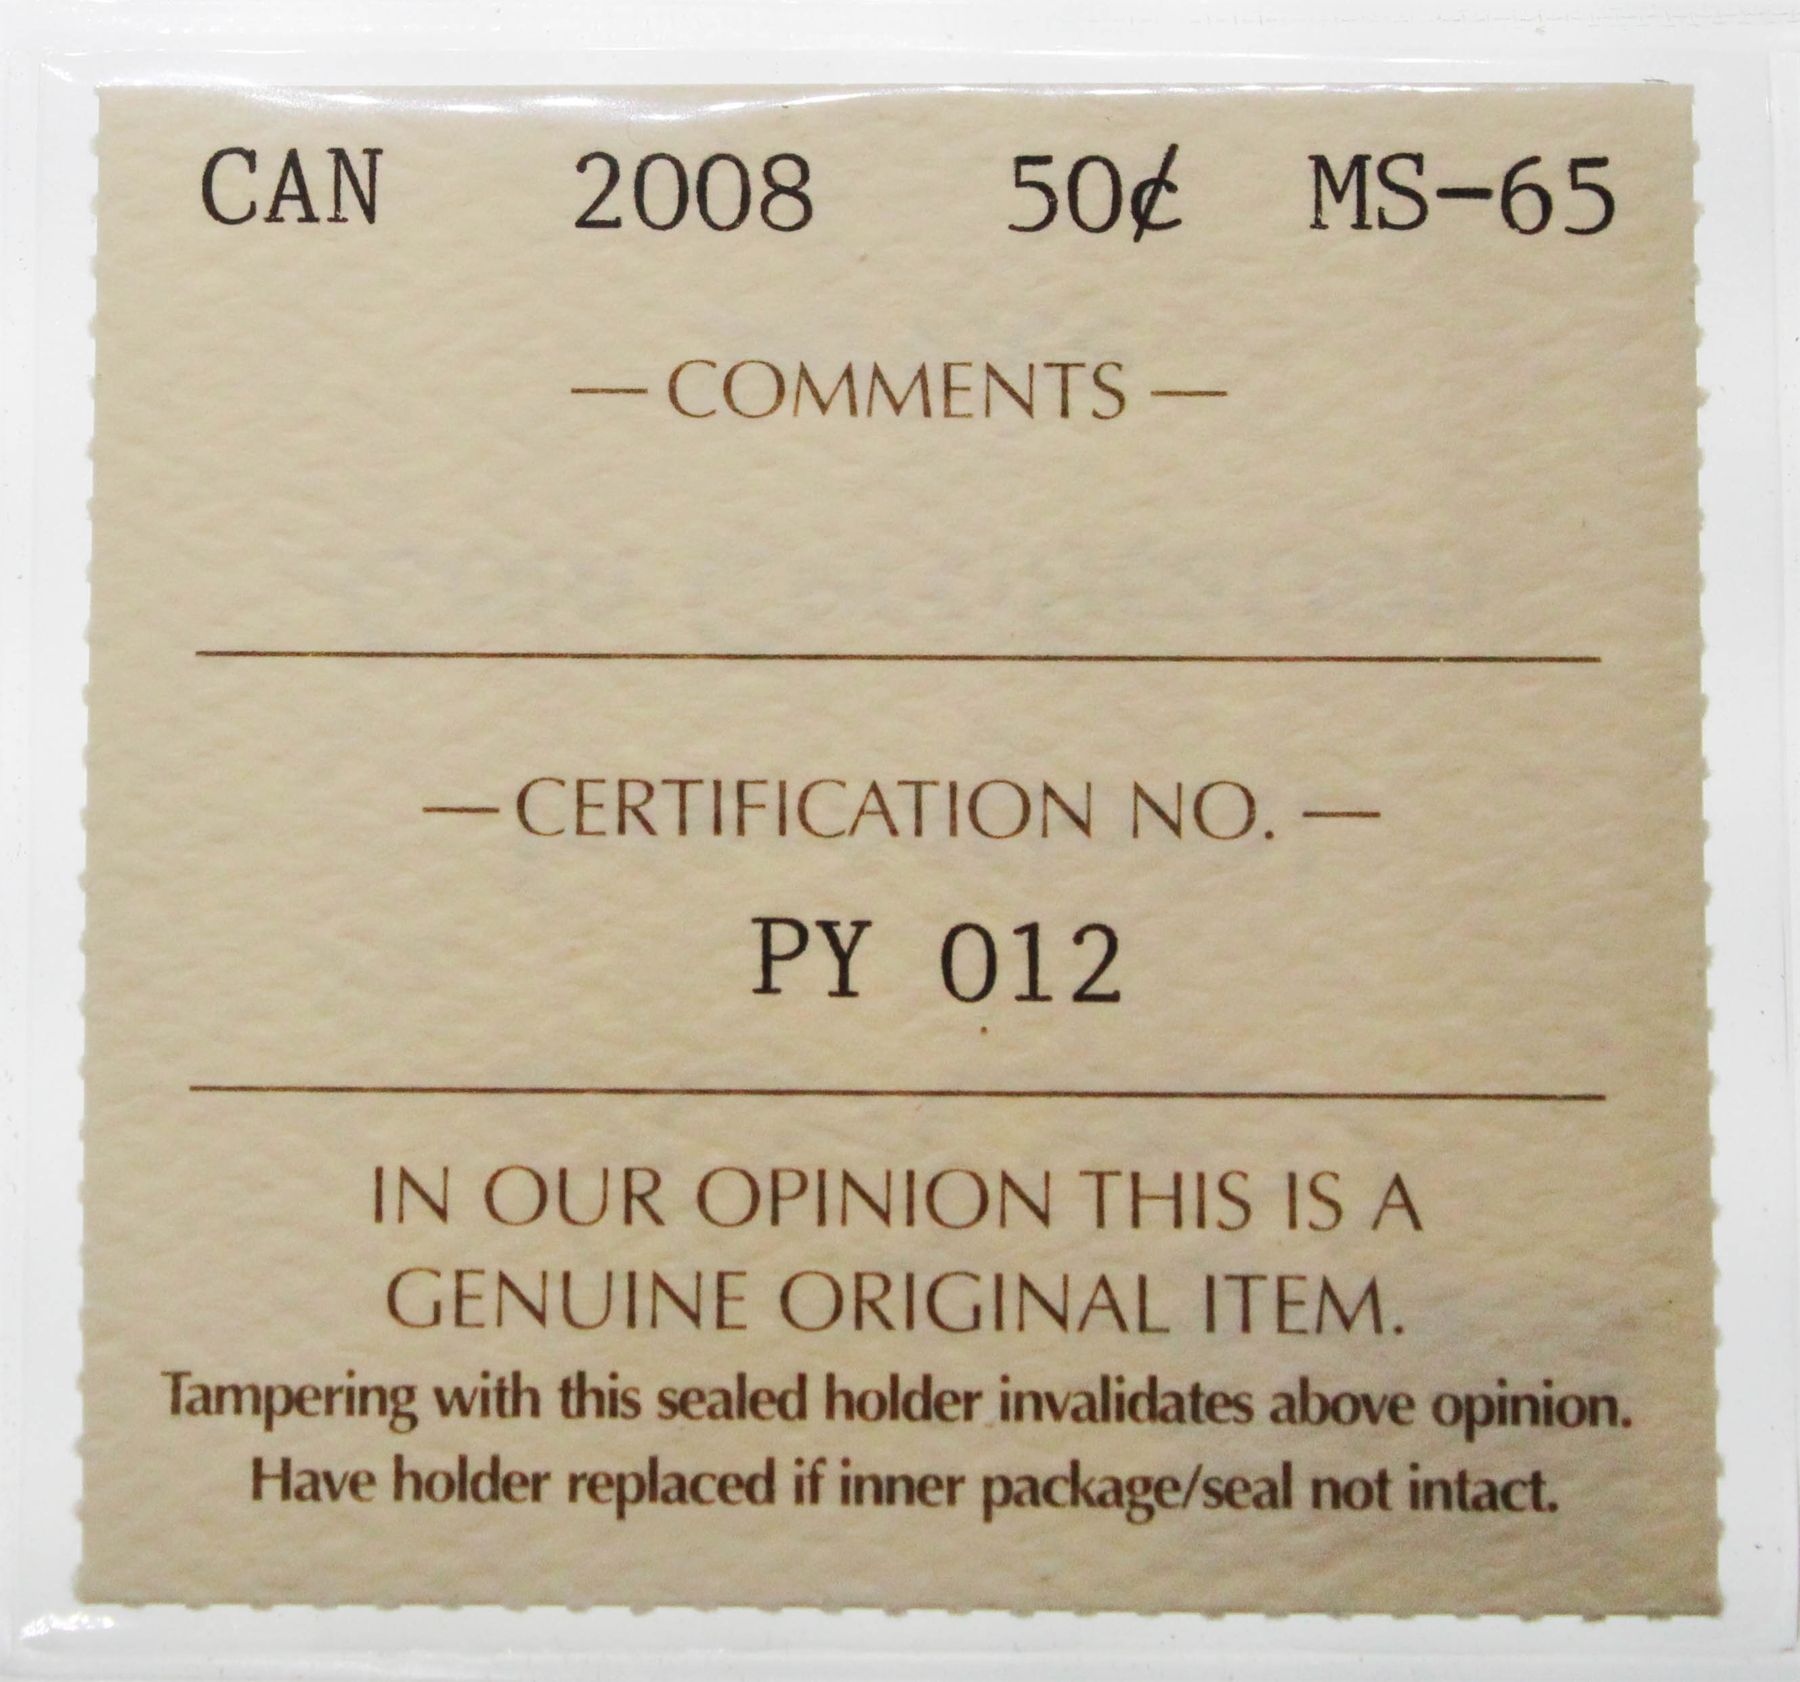 CAN 2008 50¢ MS-65
— COMMENTS —
— CERTIFICATION NO. —
PY 012
IN OUR OPINION THIS IS A
GENUINE ORIGINAL ITEM.
Tampering with this sealed holder invalidates above opinion.
Have holder replaced if inner package/seal not intact.